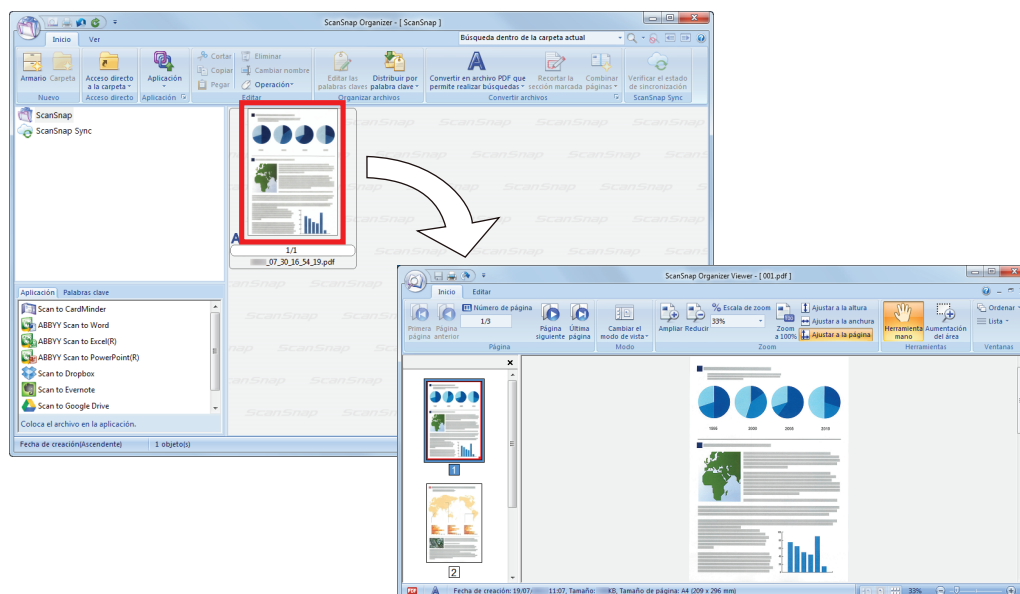 ScanSnap Organizer - [ ScanSnap ]
Inicio Ver
Búsqueda dentro de la carpeta actual
Armario Carpeta
Nuevo
Acceso directo
a la carpeta
Acceso directo
Aplicación
Aplicación
Cortar
Copiar
Pegar
Eliminar
Cambiar nombre
Operación
Editar
Editar las
palabras claves
Distribuir por
palabra clave
Organizar archivos
Convertir en archivo PDF que
permite realizar búsquedas
Recortar la
sección marcada
Combinar
páginas
Convertir archivos
Verificar el estado
de sincronización
ScanSnap Sync
ScanSnap
ScanSnap Sync
A
1/1
_07_30_16_54_19.pdf
Aplicación Palabras clave
Scan to CardMinder
ABBYY Scan to Word
ABBYY Scan to Excel(R)
ABBYY Scan to PowerPoint(R)
Scan to Dropbox
Scan to Evernote
Scan to Google Drive
Coloca el archivo en la aplicación.
Fecha de creación(Ascendente) 1 objeto(s)
ScanSnap Organizer Viewer - [ 001.pdf ]
Inicio Editar
Primera
página
Página
anterior
Número de página
1/3
Página
siguiente
Última
página
Página
Cambiar el
modo de vista
Modo
Ampliar Reducir
% Escala de zoom
33%
Zoom
a 100%
Ajustar a la altura
Ajustar a la anchura
Ajustar a la página
Zoom
Herramienta
mano
Aumentación
del área
Herramientas
Ordenar
Lista
Ventanas
1
2
1995 2000 2005 2010
PDF A Fecha de creación: 19/07/ 11:07, Tamaño: KB, Tamaño de página: A4 (209 x 296 mm) 33%